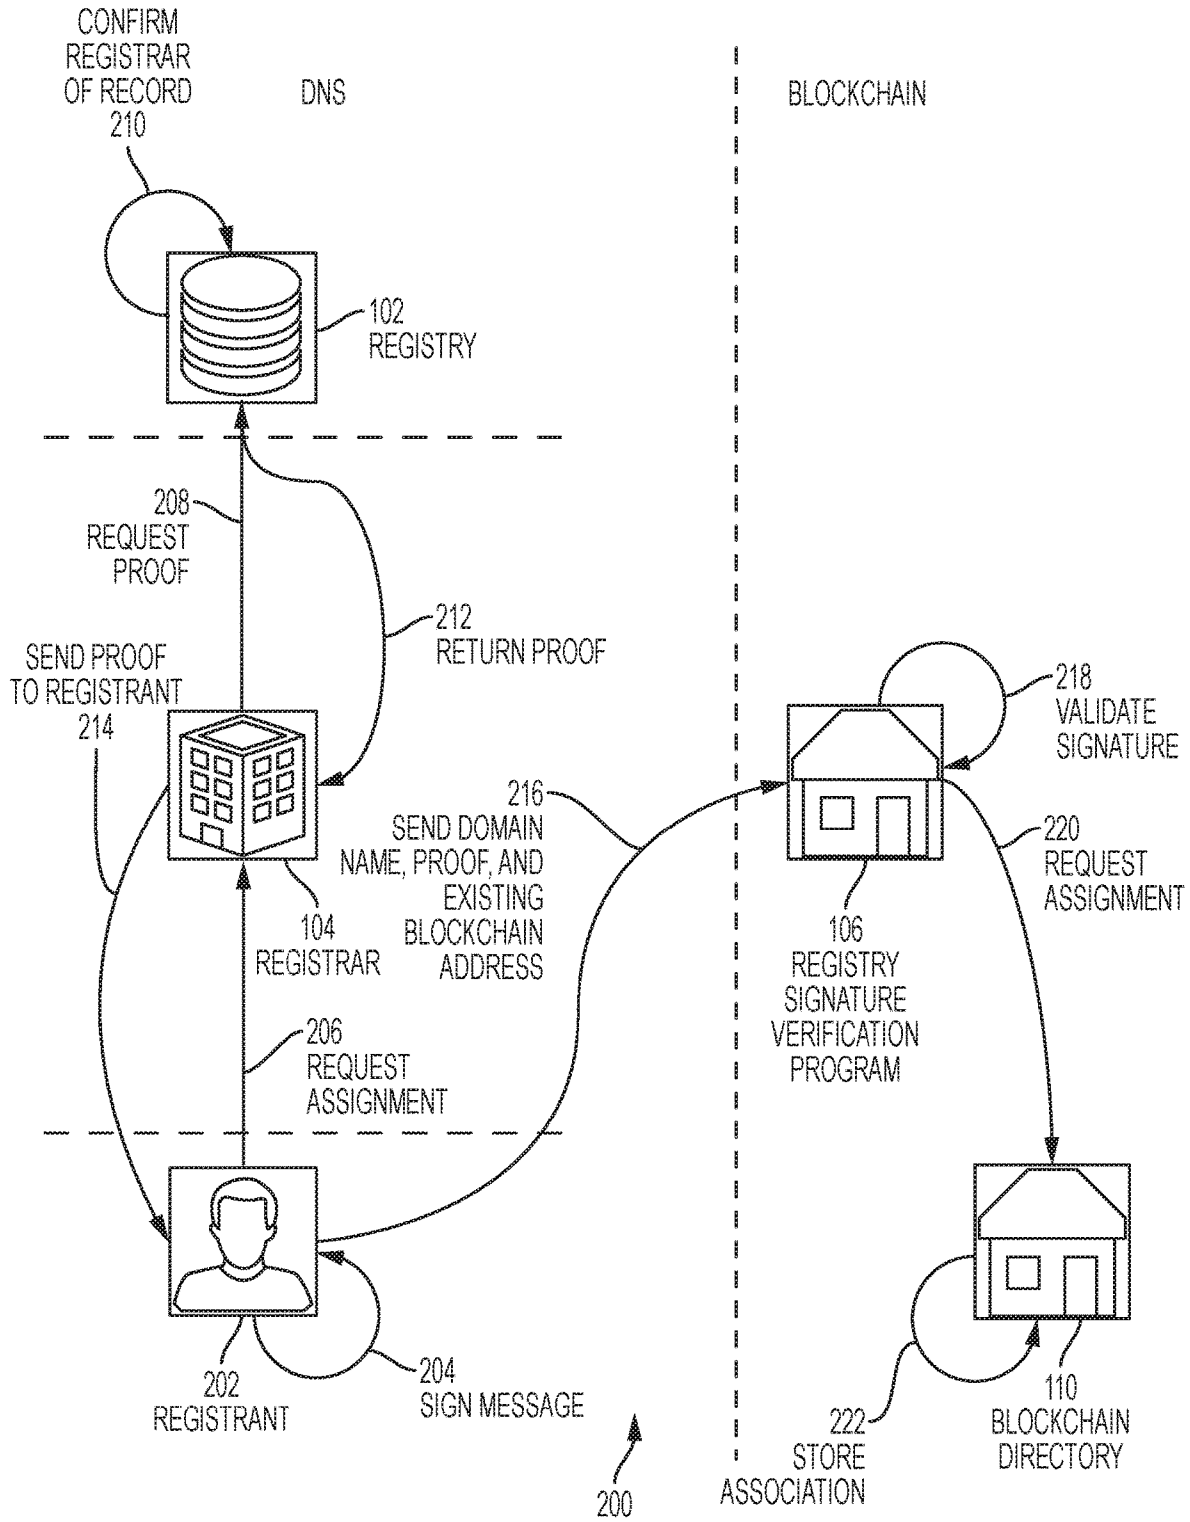 CONFIRM
REGISTRAR
OF RECORD
210
DNS
BLOCKCHAIN
102
REGISTRY
208
REQUEST
PROOF
212
RETURN PROOF
SEND PROOF
TO REGISTRANT
214
104
REGISTRAR
216
SEND DOMAIN
NAME, PROOF, AND
EXISTING
BLOCKCHAIN
ADDRESS
218
VALIDATE
SIGNATURE
220
REQUEST
ASSIGNMENT
106
REGISTRY
SIGNATURE
VERIFICATION
PROGRAM
206
REQUEST
ASSIGNMENT
202
REGISTRANT
204
SIGN MESSAGE
200
222
STORE
ASSOCIATION
110
BLOCKCHAIN
DIRECTORY